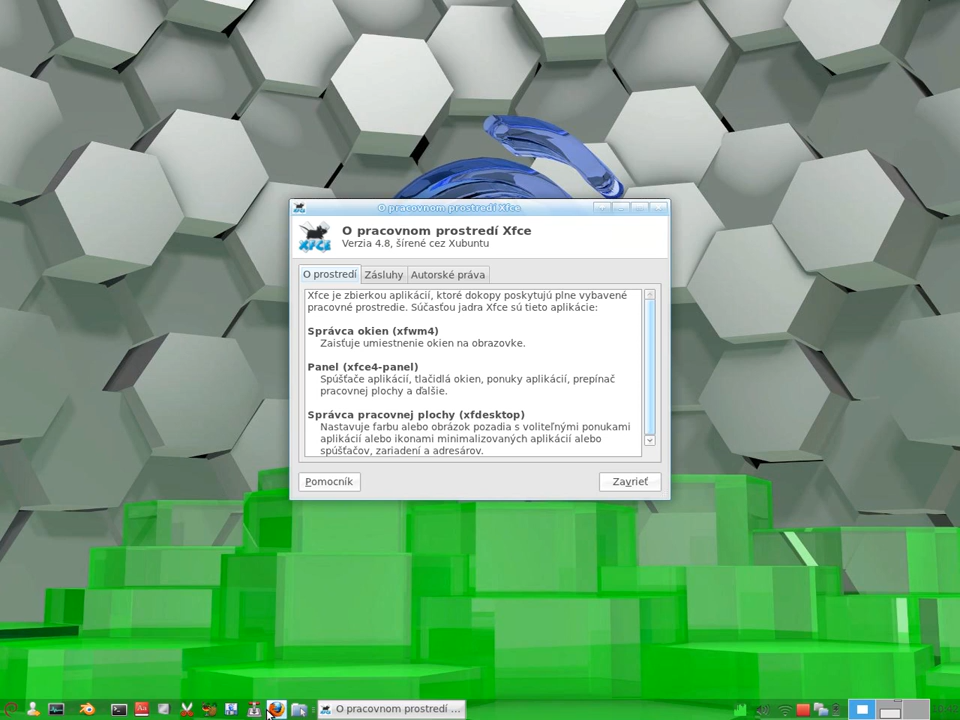 O pracovnom prostredí Xfce
O pracovnom prostredí Xfce
Verzia 4.8, šírené cez Xubuntu
O prostredí
Zásluhy
Autorské práva
Xfce je zbierkou aplikácií, ktoré dokopy poskytujú plne vybavené
pracovné prostredie. Súčasťou jadra Xfce sú tieto aplikácie:
Správca okien (xfwm4)
Zaisťuje umiestnenie okien na obrazovke.
Panel (xfce4-panel)
Spúšťače aplikácií, tlačidlá okien, ponuky aplikácií, prepínač
pracovnej plochy a ďalšie.
Správca pracovnej plochy (xfdesktop)
Nastavuje farbu alebo obrázok pozadia s voliteľnými ponukami
aplikácií alebo ikonami minimalizovaných aplikácií alebo
spúšťačov, zariadení a adresárov.
Pomocník
Zavrieť
O pracovnom prostredí ...